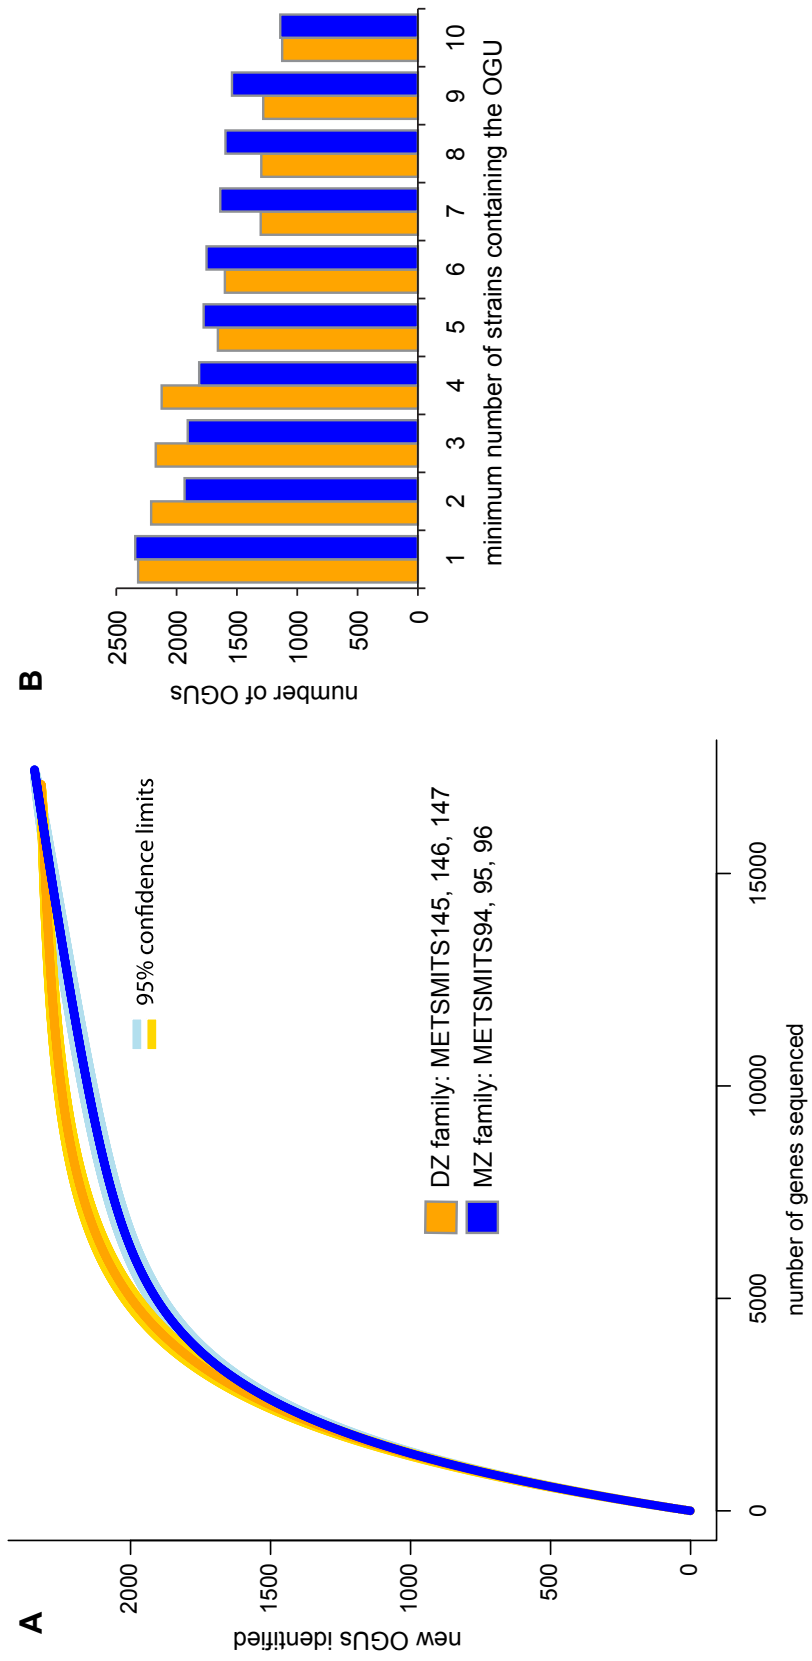 A
new OGUs identified
2000
1500
1000
500
0
0
5000
10000
15000
number of genes sequenced
95% confidence limits
DZ family: METSMITS145, 146, 147
MZ family: METSMITS94, 95, 96
B
number of OGUs
2500
2000
1500
1000
500
0
1 2 3 4 5 6 7 8 9 10
minimum number of strains containing the OGU